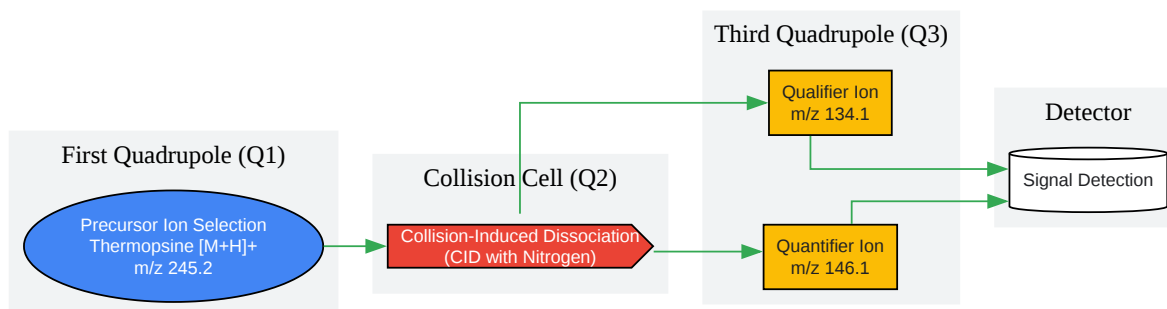 First Quadrupole (Q1)
Precursor Ion Selection
Thermopsine [M+H]+
m/z 245.2
Collision Cell (Q2)
Collision-Induced Dissociation
(CID with Nitrogen)
Third Quadrupole (Q3)
Qualifier Ion
m/z 134.1
Quantifier Ion
m/z 146.1
Detector
Signal Detection